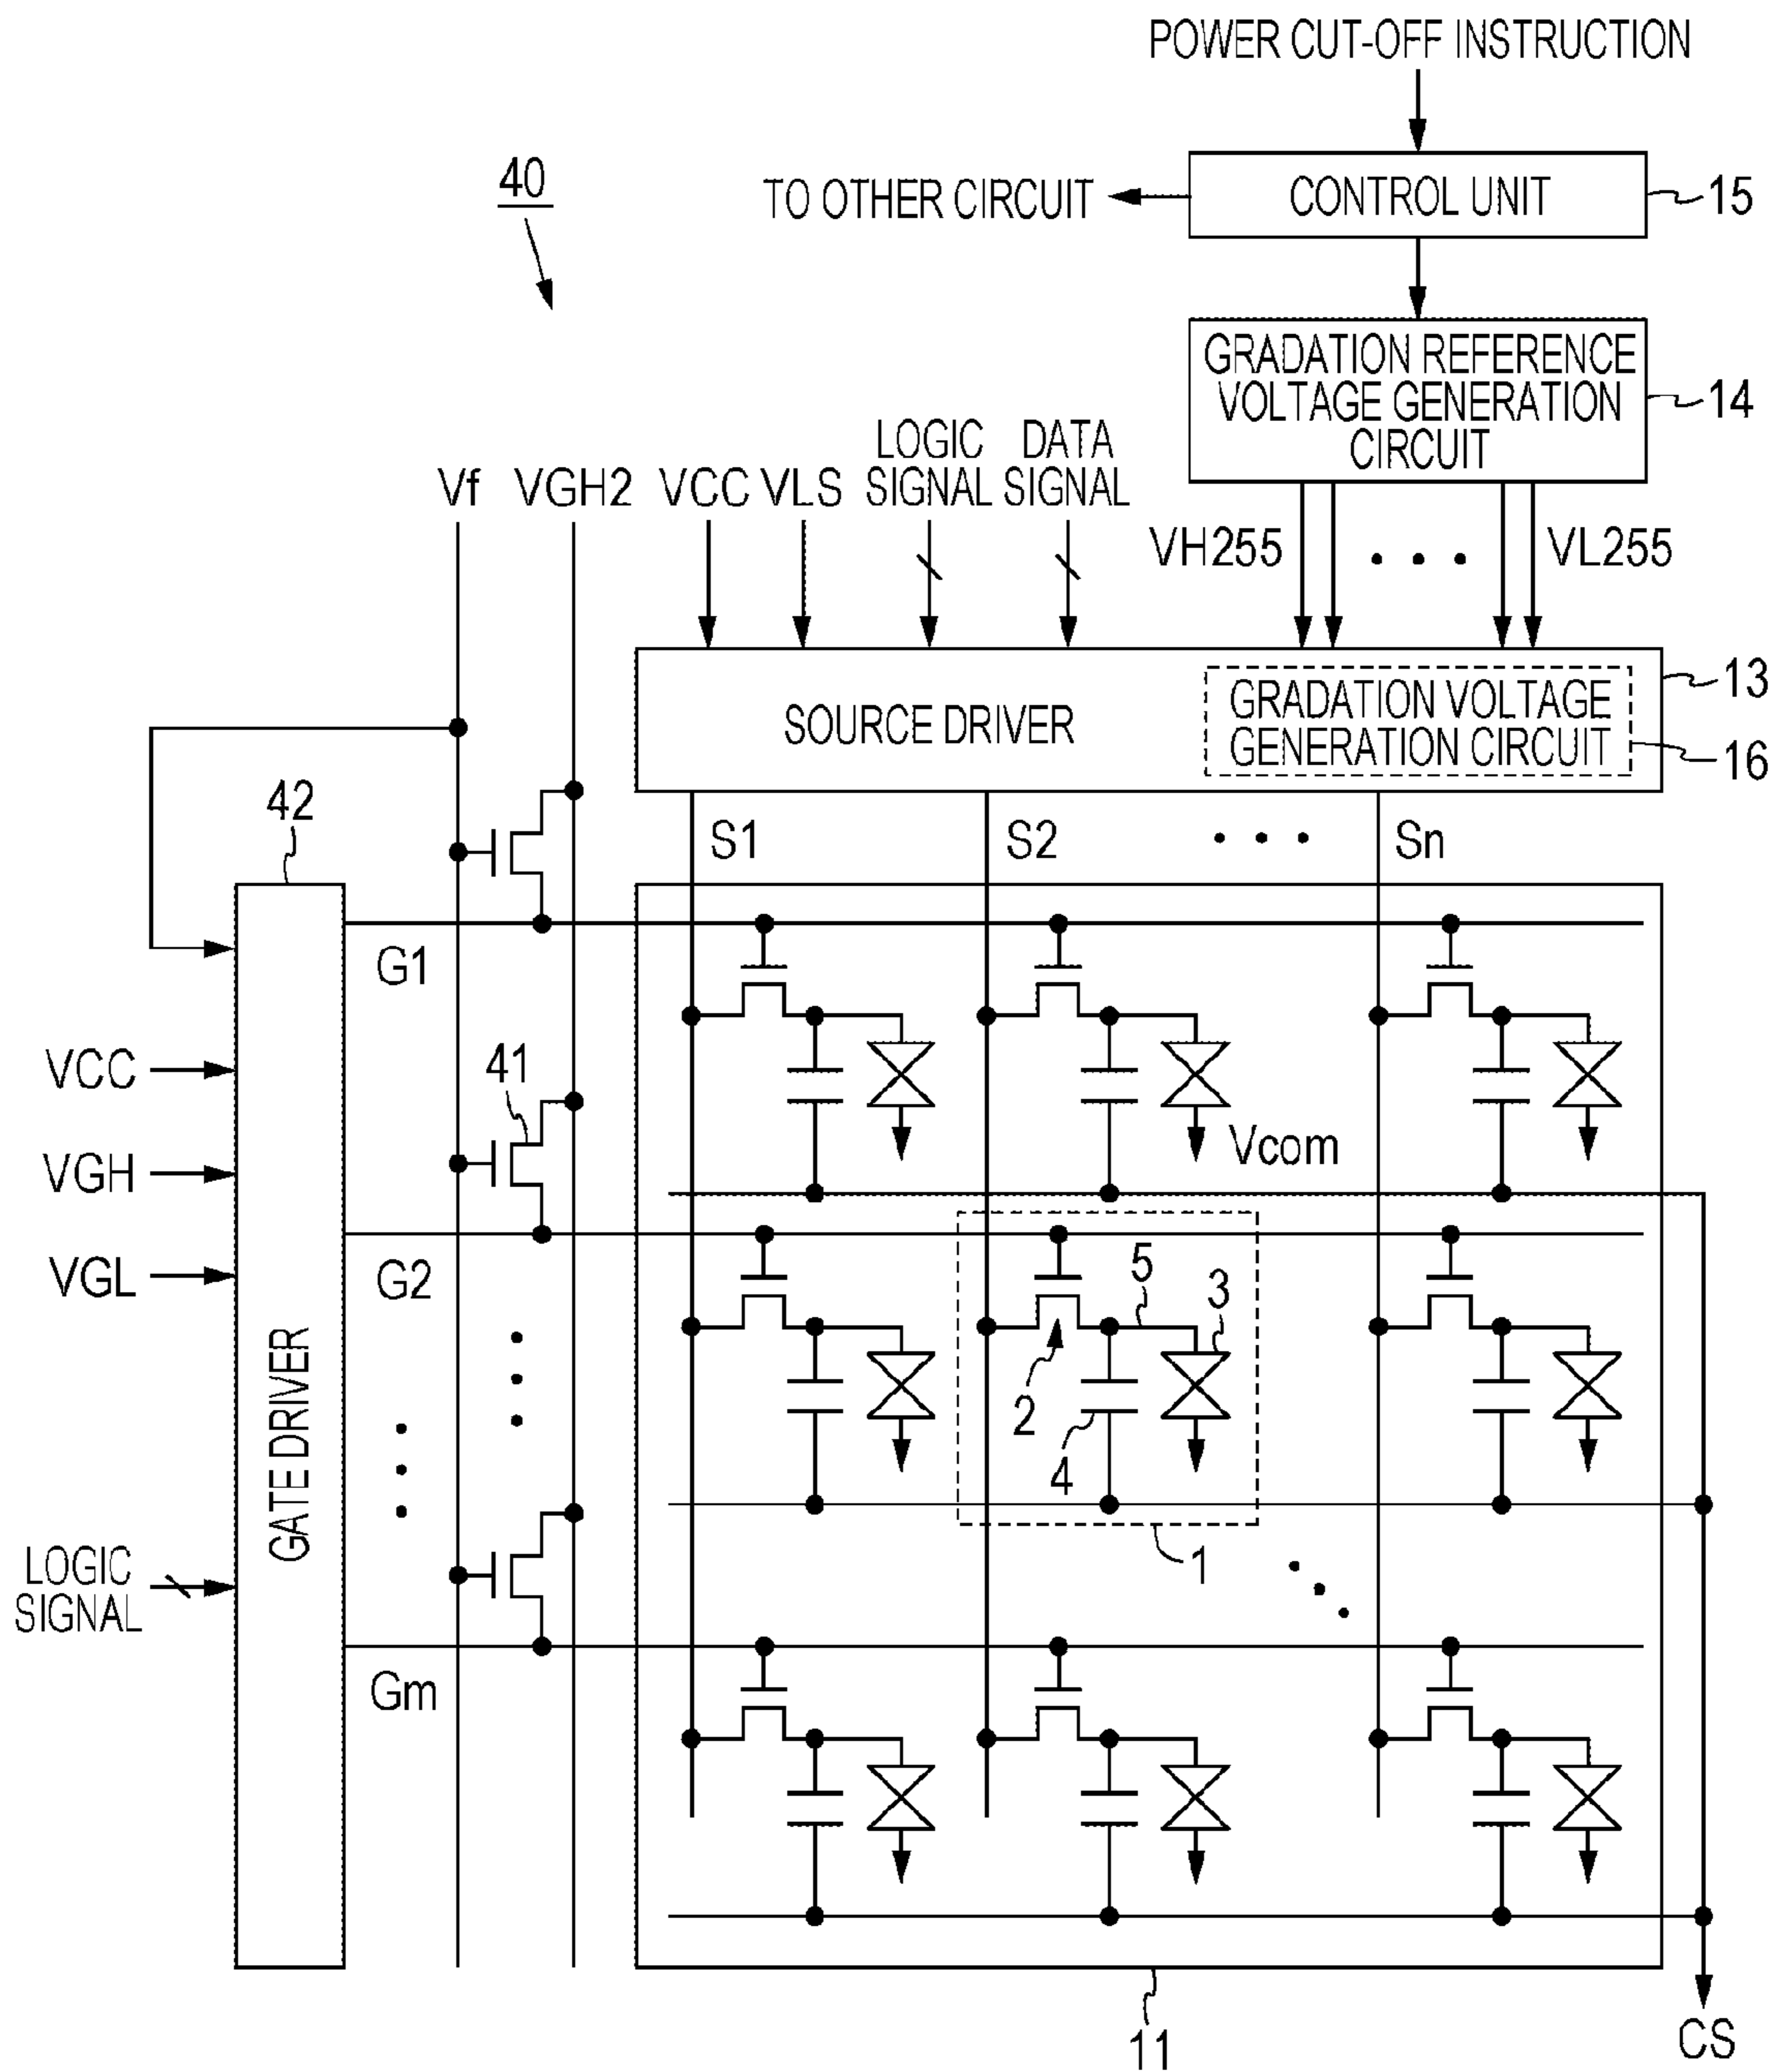 POWER CUT-OFF INSTRUCTION
40
TO OTHER CIRCUIT
CONTROL UNIT
15
GRADATION REFERENCE
VOLTAGE GENERATION
CIRCUIT
14
Vf
VGH2
VCC
VLS
LOGIC
SIGNAL
DATA
SIGNAL
VH255
• • •
VL255
SOURCE DRIVER
GRADATION VOLTAGE
GENERATION CIRCUIT
13
16
42
S1
S2
• • •
Sn
G1
VCC
41
VGH
Vcom
VGL
G2
5
3
2
4
GATE DRIVER
1
LOGIC
SIGNAL
Gm
11
CS